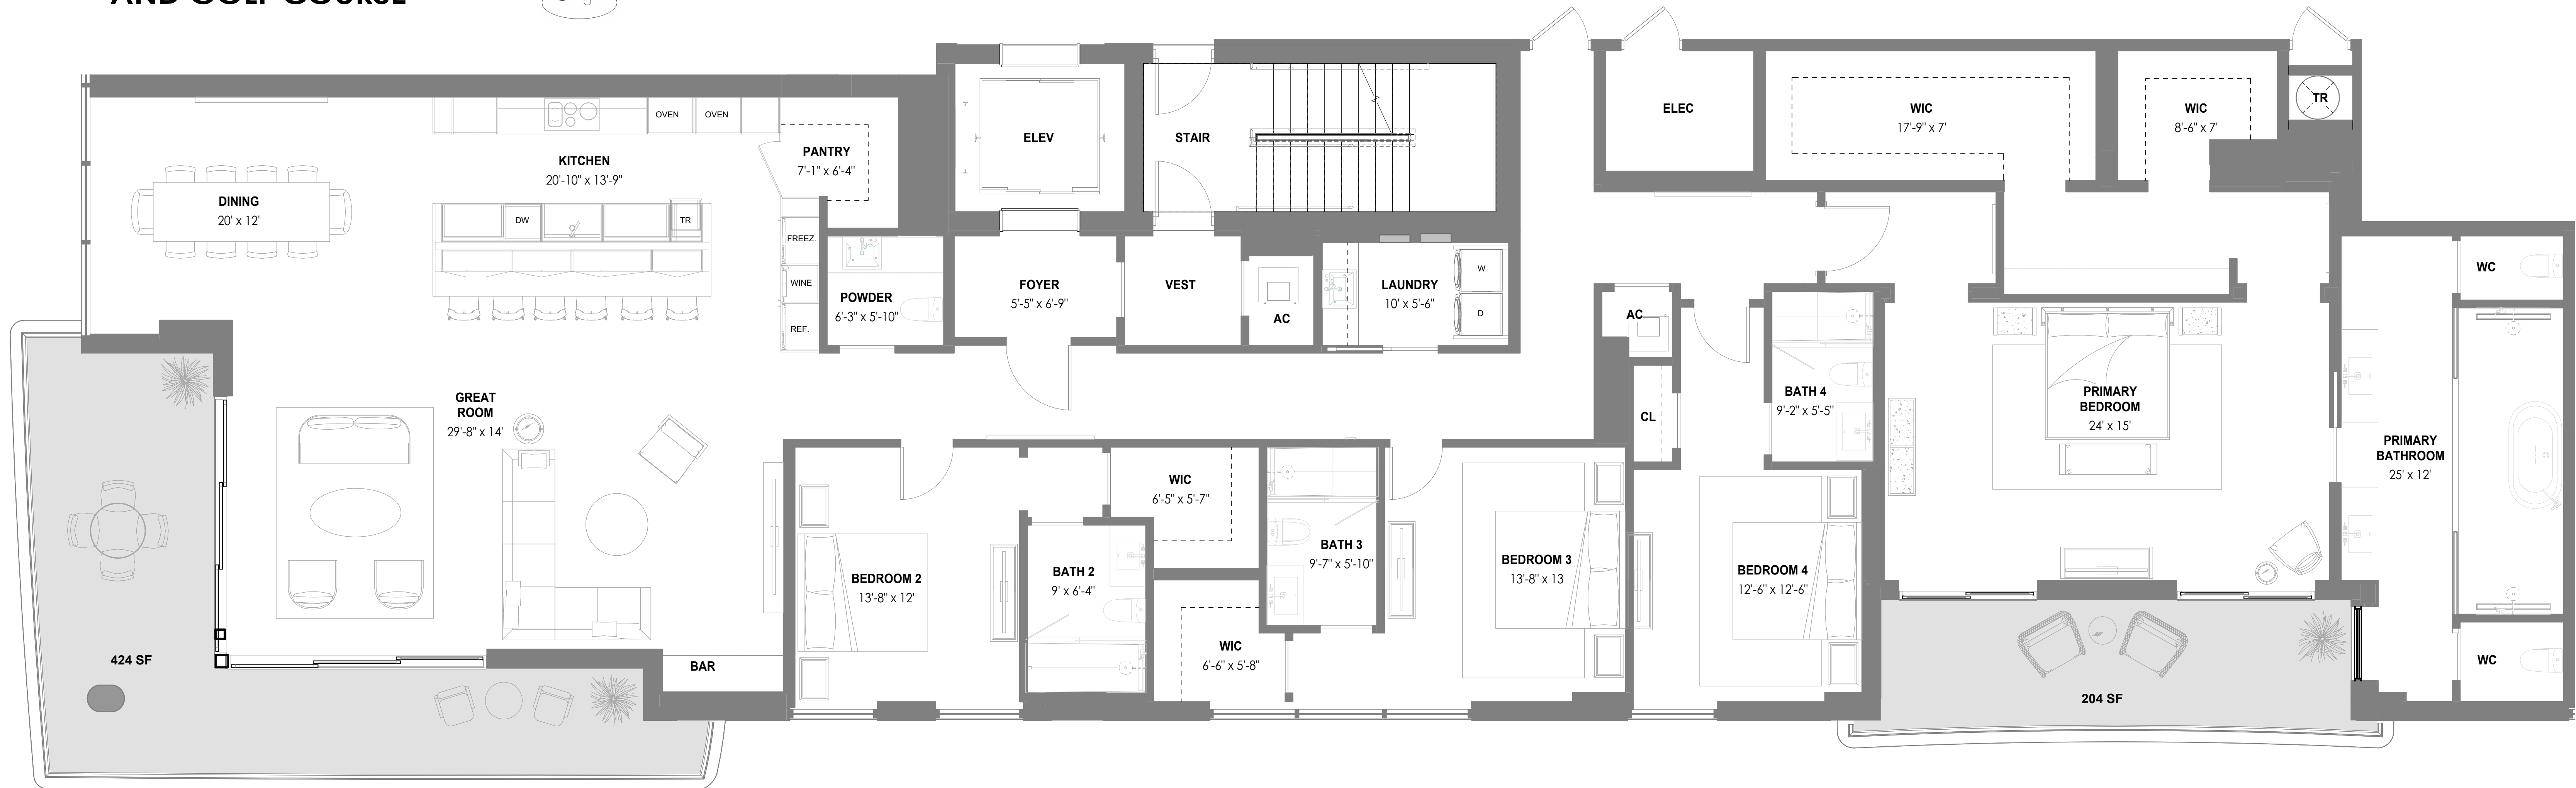 AND GOLF COURSE
DINING
20' x 12'
KITCHEN
20'-10" x 13'-9"
OVEN
OVEN
DW
TR
PANTRY
7'-1" x 6'-4"
FREEZ.
WINE
REF.
POWDER
6'-3" x 5'-10"
ELEV
FOYER
5'-5" x 6'-9"
STAIR
VEST
AC
LAUNDRY
10' x 5'-6"
W
D
ELEC
WIC
17'-9" x 7'
WIC
8'-6" x 7'
TR
GREAT
ROOM
29'-8" x 14'
424 SF
BAR
BEDROOM 2
13'-8" x 12'
BATH 2
9' x 6'-4"
WIC
6'-5" x 5'-7"
WIC
6'-6" x 5'-8"
BATH 3
9'-7" x 5'-10"
BEDROOM 3
13'-8" x 13
AC
CL
BATH 4
9'-2" x 5'-5"
BEDROOM 4
12'-6" x 12'-6"
PRIMARY
BEDROOM
24' x 15'
204 SF
PRIMARY
BATHROOM
25' x 12'
WC
WC